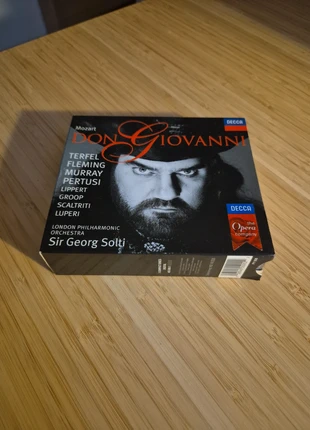 Mozart
DECCA
DON GIOVANNI
TERFEL
FLEMING
MURRAY
PERTUSI
LIPPERT
GROOP
SCALTRITI
LUPERI
LONDON PHILHARMONIC
ORCHESTRA
Sir Georg Solti
DECCA
Opera